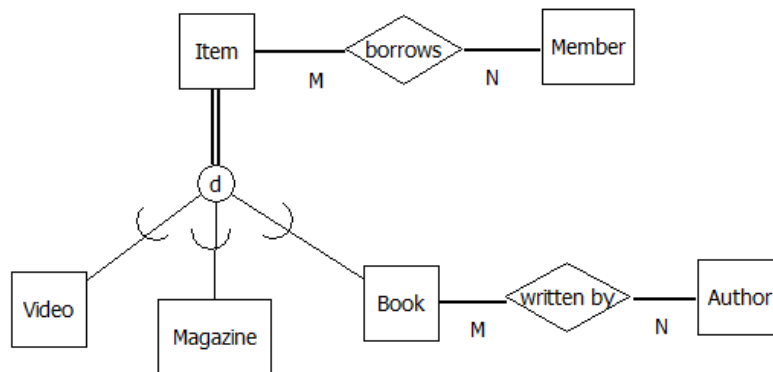 Item
borrows
Member
M
N
d
Video
Magazine
Book
written by
Author
M
N